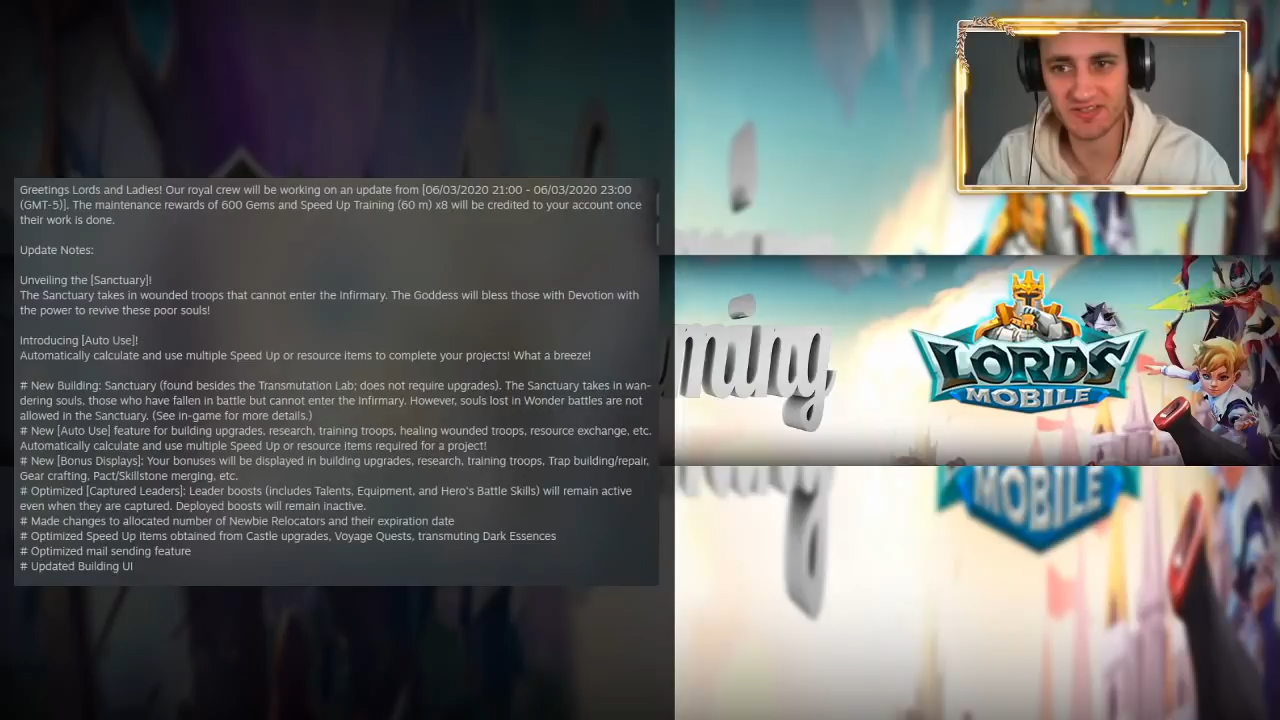 Greetings Lords and Ladies! Our royal crew will be working on an update from [06/03/2020 21:00 - 06/03/2020 23:00
(GMT-5)]. The maintenance rewards of 600 Gems and Speed Up Training (60 m) x8 will be credited to your account once
their work is done.
Update Notes:
Unveiling the [Sanctuary]!
The Sanctuary takes in wounded troops that cannot enter the Infirmary. The Goddess will bless those with Devotion with
the power to revive these poor souls!
Introducing [Auto Use]!
Automatically calculate and use multiple Speed Up or resource items to complete your projects! What a breeze!
# New Building: Sanctuary (found besides the Transmutation Lab; does not require upgrades). The Sanctuary takes in wan-
dering souls, those who have fallen in battle but cannot enter the Infirmary. However, souls lost in Wonder battles are not
allowed in the Sanctuary. (See in-game for more details.)
# New [Auto Use] feature for building upgrades, research, training troops, healing wounded troops, resource exchange, etc.
Automatically calculate and use multiple Speed Up or resource items required for a project!
# New [Bonus Displays]: Your bonuses will be displayed in building upgrades, research, training troops, Trap building/repair,
Gear crafting, Pact/Skillstone merging, etc.
# Optimized [Captured Leaders]: Leader boosts (includes Talents, Equipment, and Hero's Battle Skills) will remain active
even when they are captured. Deployed boosts will remain inactive.
# Made changes to allocated number of Newbie Relocators and their expiration date
# Optimized Speed Up items obtained from Castle upgrades, Voyage Quests, transmuting Dark Essences
# Optimized mail sending feature
# Updated Building UI
LORDS
MOBILE
MOBILE